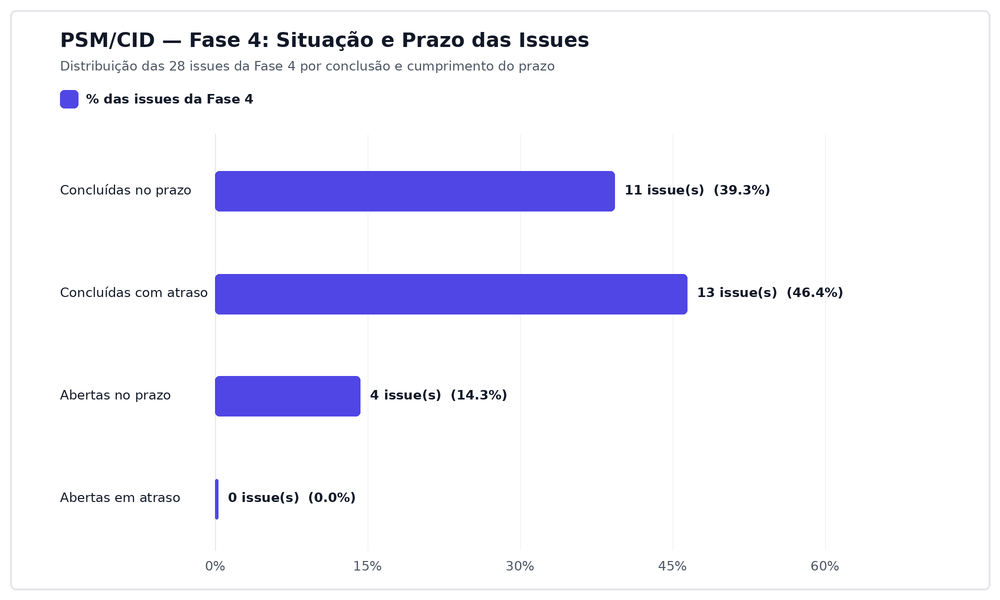 PSM/CID — Fase 4: Situação e Prazo das Issues
Distribuição das 28 issues da Fase 4 por conclusão e cumprimento do prazo
% das issues da Fase 4
Concluídas no prazo
11 issue(s) (39.3%)
Concluídas com atraso
13 issue(s) (46.4%)
Abertas no prazo
4 issue(s) (14.3%)
Abertas em atraso
0 issue(s) (0.0%)
0% 15% 30% 45% 60%